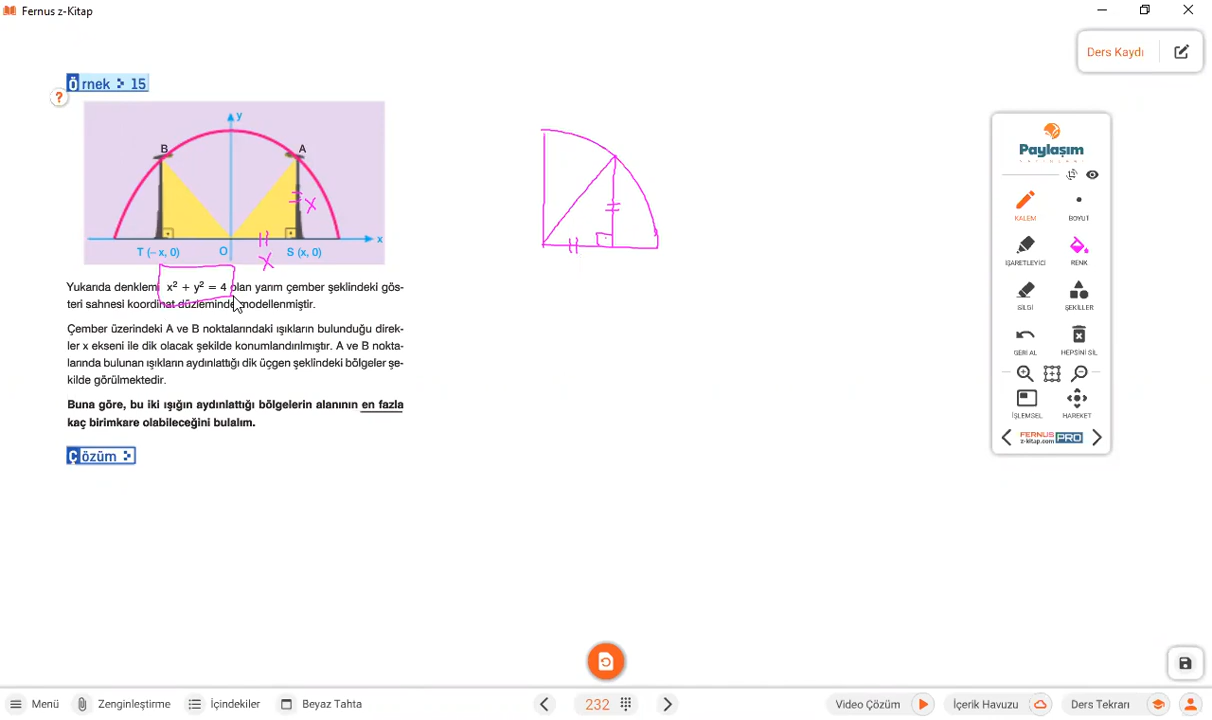 Fernus z-Kitap
Ders Kaydı
Örnek 15
?
y
B
A
x
T (– x, 0)
O
S (x, 0)
x
x
Yukarıda denklemi x² + y² = 4 olan yarım çember şeklindeki gös-
teri sahnesi koordinat düzleminde modellenmiştir.
Çember üzerindeki A ve B noktalarındaki ışıkların bulunduğu direk-
ler x ekseni ile dik olacak şekilde konumlandırılmıştır. A ve B nokta-
larında bulunan ışıkların aydınlattığı dik üçgen şeklindeki bölgeler şe-
kilde görülmektedir.
Buna göre, bu iki ışığın aydınlattığı bölgelerin alanının en fazla
kaç birimkare olabileceğini bulalım.
Çözüm
Paylaşım
YAYINLARI
KALEM
BOYUT
İŞARETLEYİCİ
RENK
SİLGİ
ŞEKİLLER
GERİ AL
HEPSİNİ SİL
İŞLEMSEL
HAREKET
FERNUS
z-kitap.com PRO
Menü
Zenginleştirme
İçindekiler
Beyaz Tahta
232
Video Çözüm
İçerik Havuzu
Ders Tekrarı